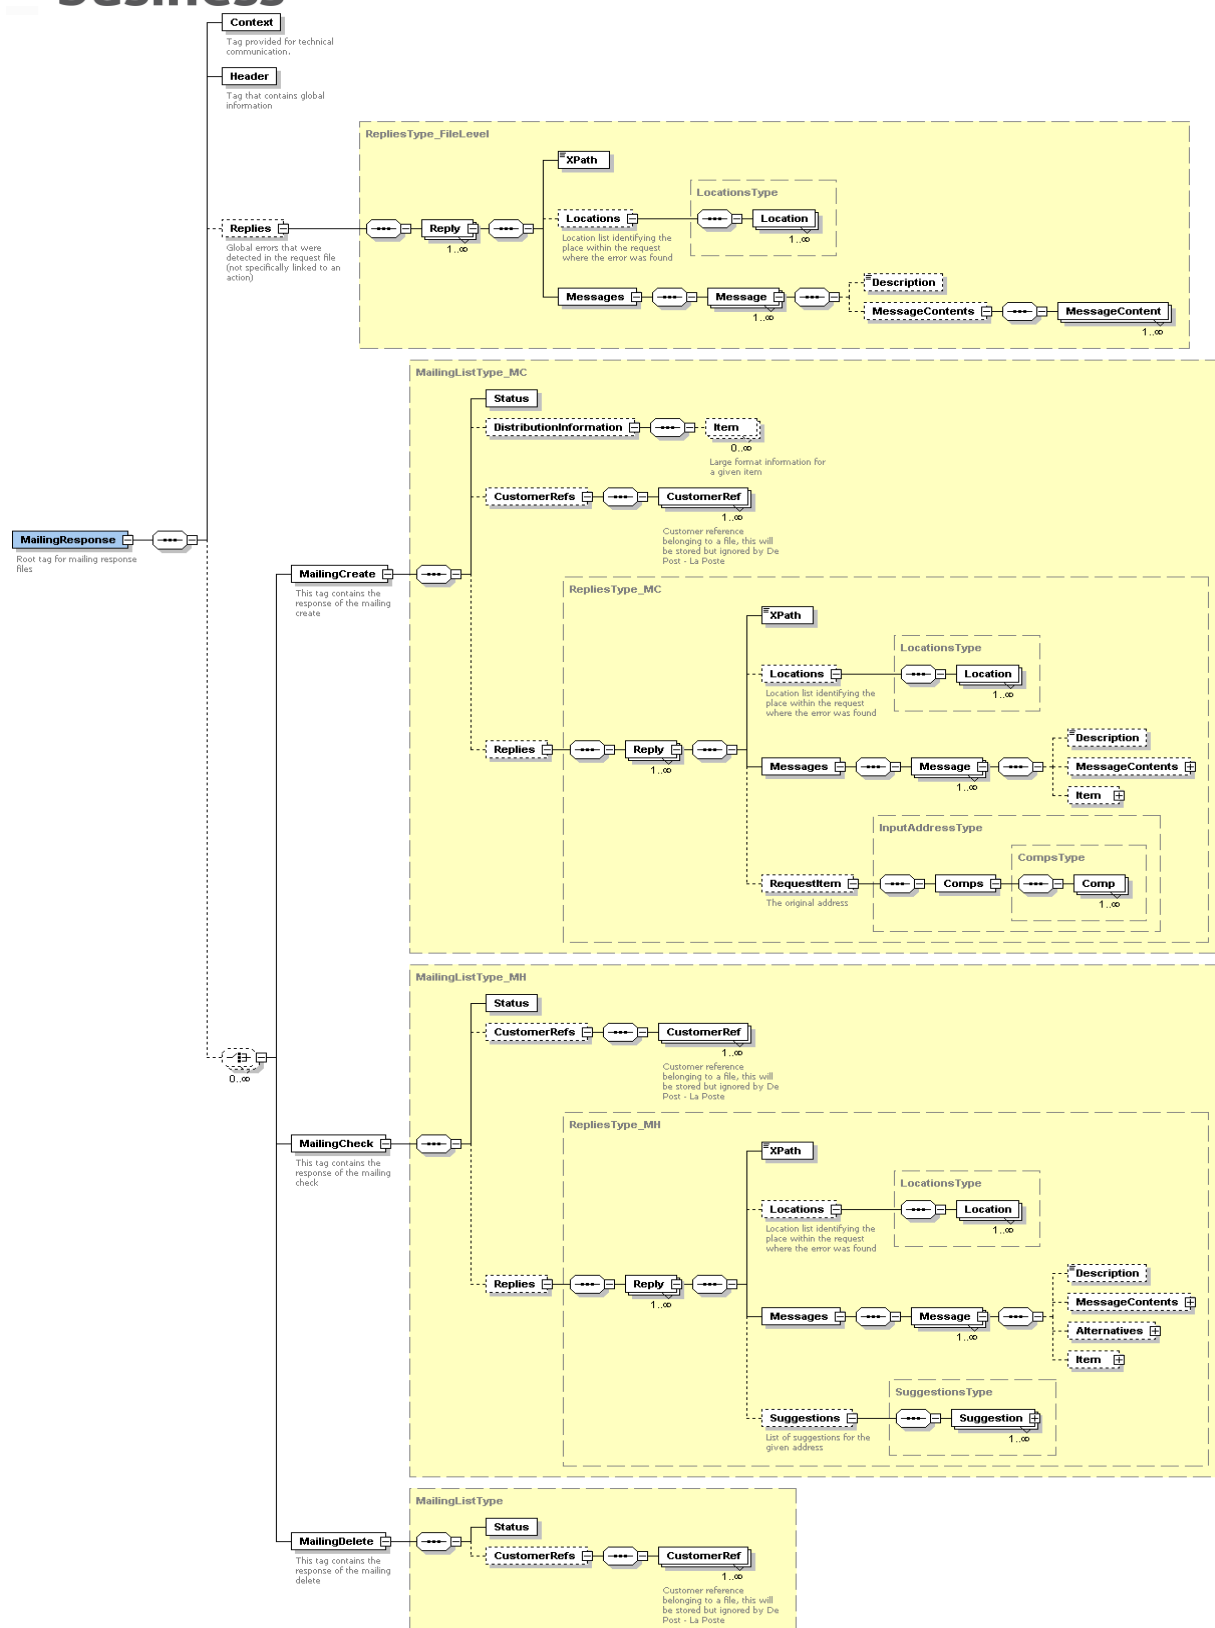 Business
Context
Tag provided for technical
communication.
Header
Tag that contains global
information
RepliesType_FileLevel
XPath
LocationsType
Replies
Reply
Locations
Location
1..∞
1..∞
Global errors that were
detected in the request file
(not specifically linked to an
action)
Location list identifying the
place within the request
where the error was found
Description
Messages
Message
MessageContents
MessageContent
1..∞
1..∞
MailingListType_MC
Status
DistributionInformation
Item
0..∞
Large format information for
a given item
CustomerRefs
CustomerRef
1..∞
Customer reference
belonging to a file, this will
be stored but ignored by De
Post - La Poste
MailingResponse
Root tag for mailing response
files
MailingCreate
This tag contains the
response of the mailing
create
RepliesType_MC
XPath
LocationsType
Locations
Location
1..∞
Location list identifying the
place within the request
where the error was found
Replies
Reply
1..∞
Description
Messages
Message
MessageContents
1..∞
Item
InputAddressType
CompsType
RequestItem
Comps
Comp
1..∞
The original address
MailingListType_MH
Status
CustomerRefs
CustomerRef
1..∞
Customer reference
belonging to a file, this will
be stored but ignored by De
Post - La Poste
0..∞
RepliesType_MH
MailingCheck
This tag contains the
response of the mailing
check
XPath
LocationsType
Locations
Location
1..∞
Location list identifying the
place within the request
where the error was found
Replies
Reply
1..∞
Description
MessageContents
Messages
Message
1..∞
Alternatives
Item
SuggestionsType
Suggestions
Suggestion
1..∞
List of suggestions for the
given address
MailingListType
Status
MailingDelete
This tag contains the
response of the mailing
delete
CustomerRefs
CustomerRef
1..∞
Customer reference
belonging to a file, this will
be stored but ignored by De
Post - La Poste